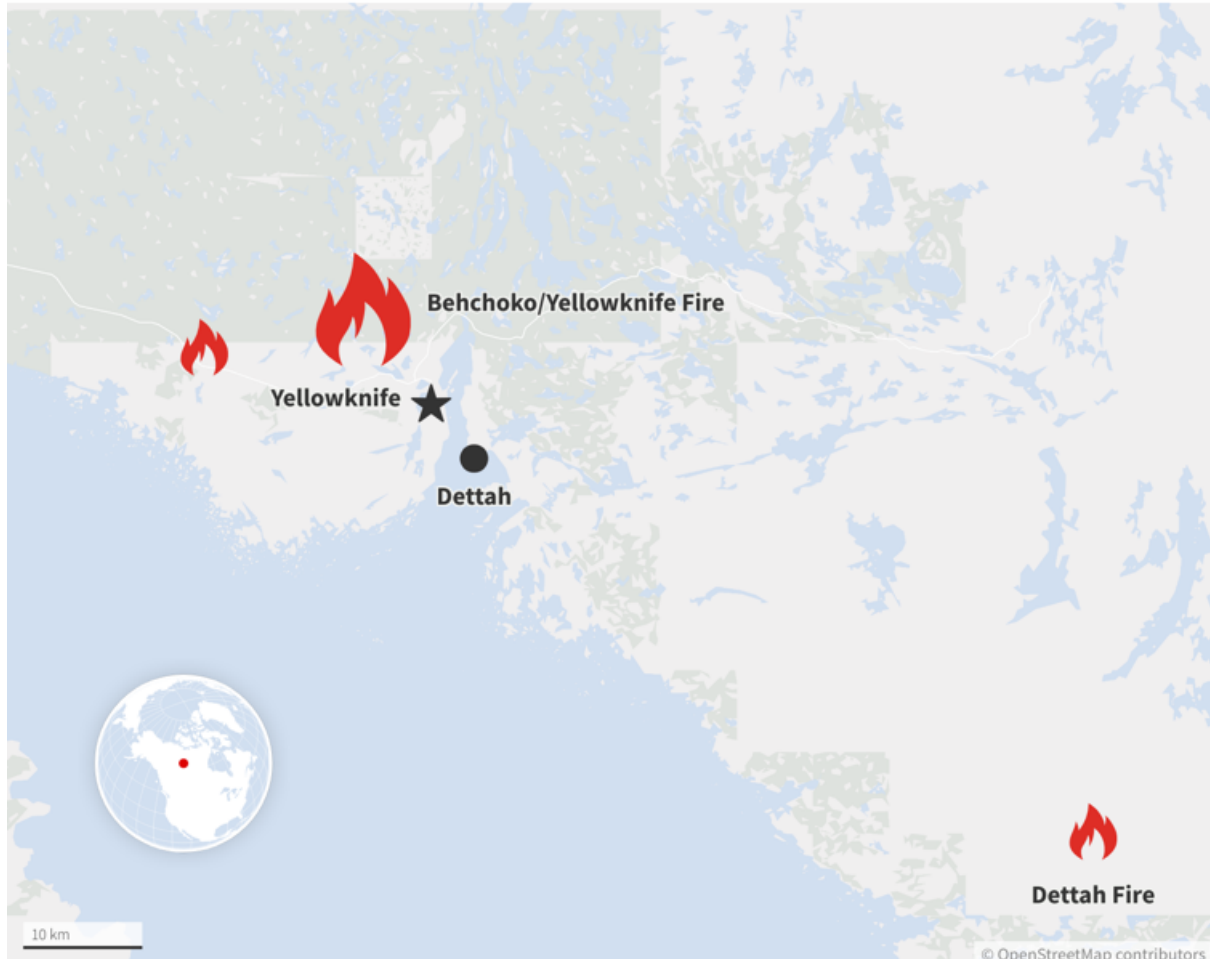 Behchoko/Yellowknife Fire
Yellowknife
Dettah
Dettah Fire
10 km
© OpenStreetMap contributors